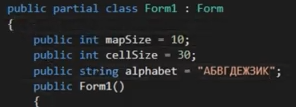 public partial class Form1 : Form
{
public int mapSize = 10;
public int cellSize = 30;
public string alphabet = "АБВГДЕЖЗИК";
public Form1()
{